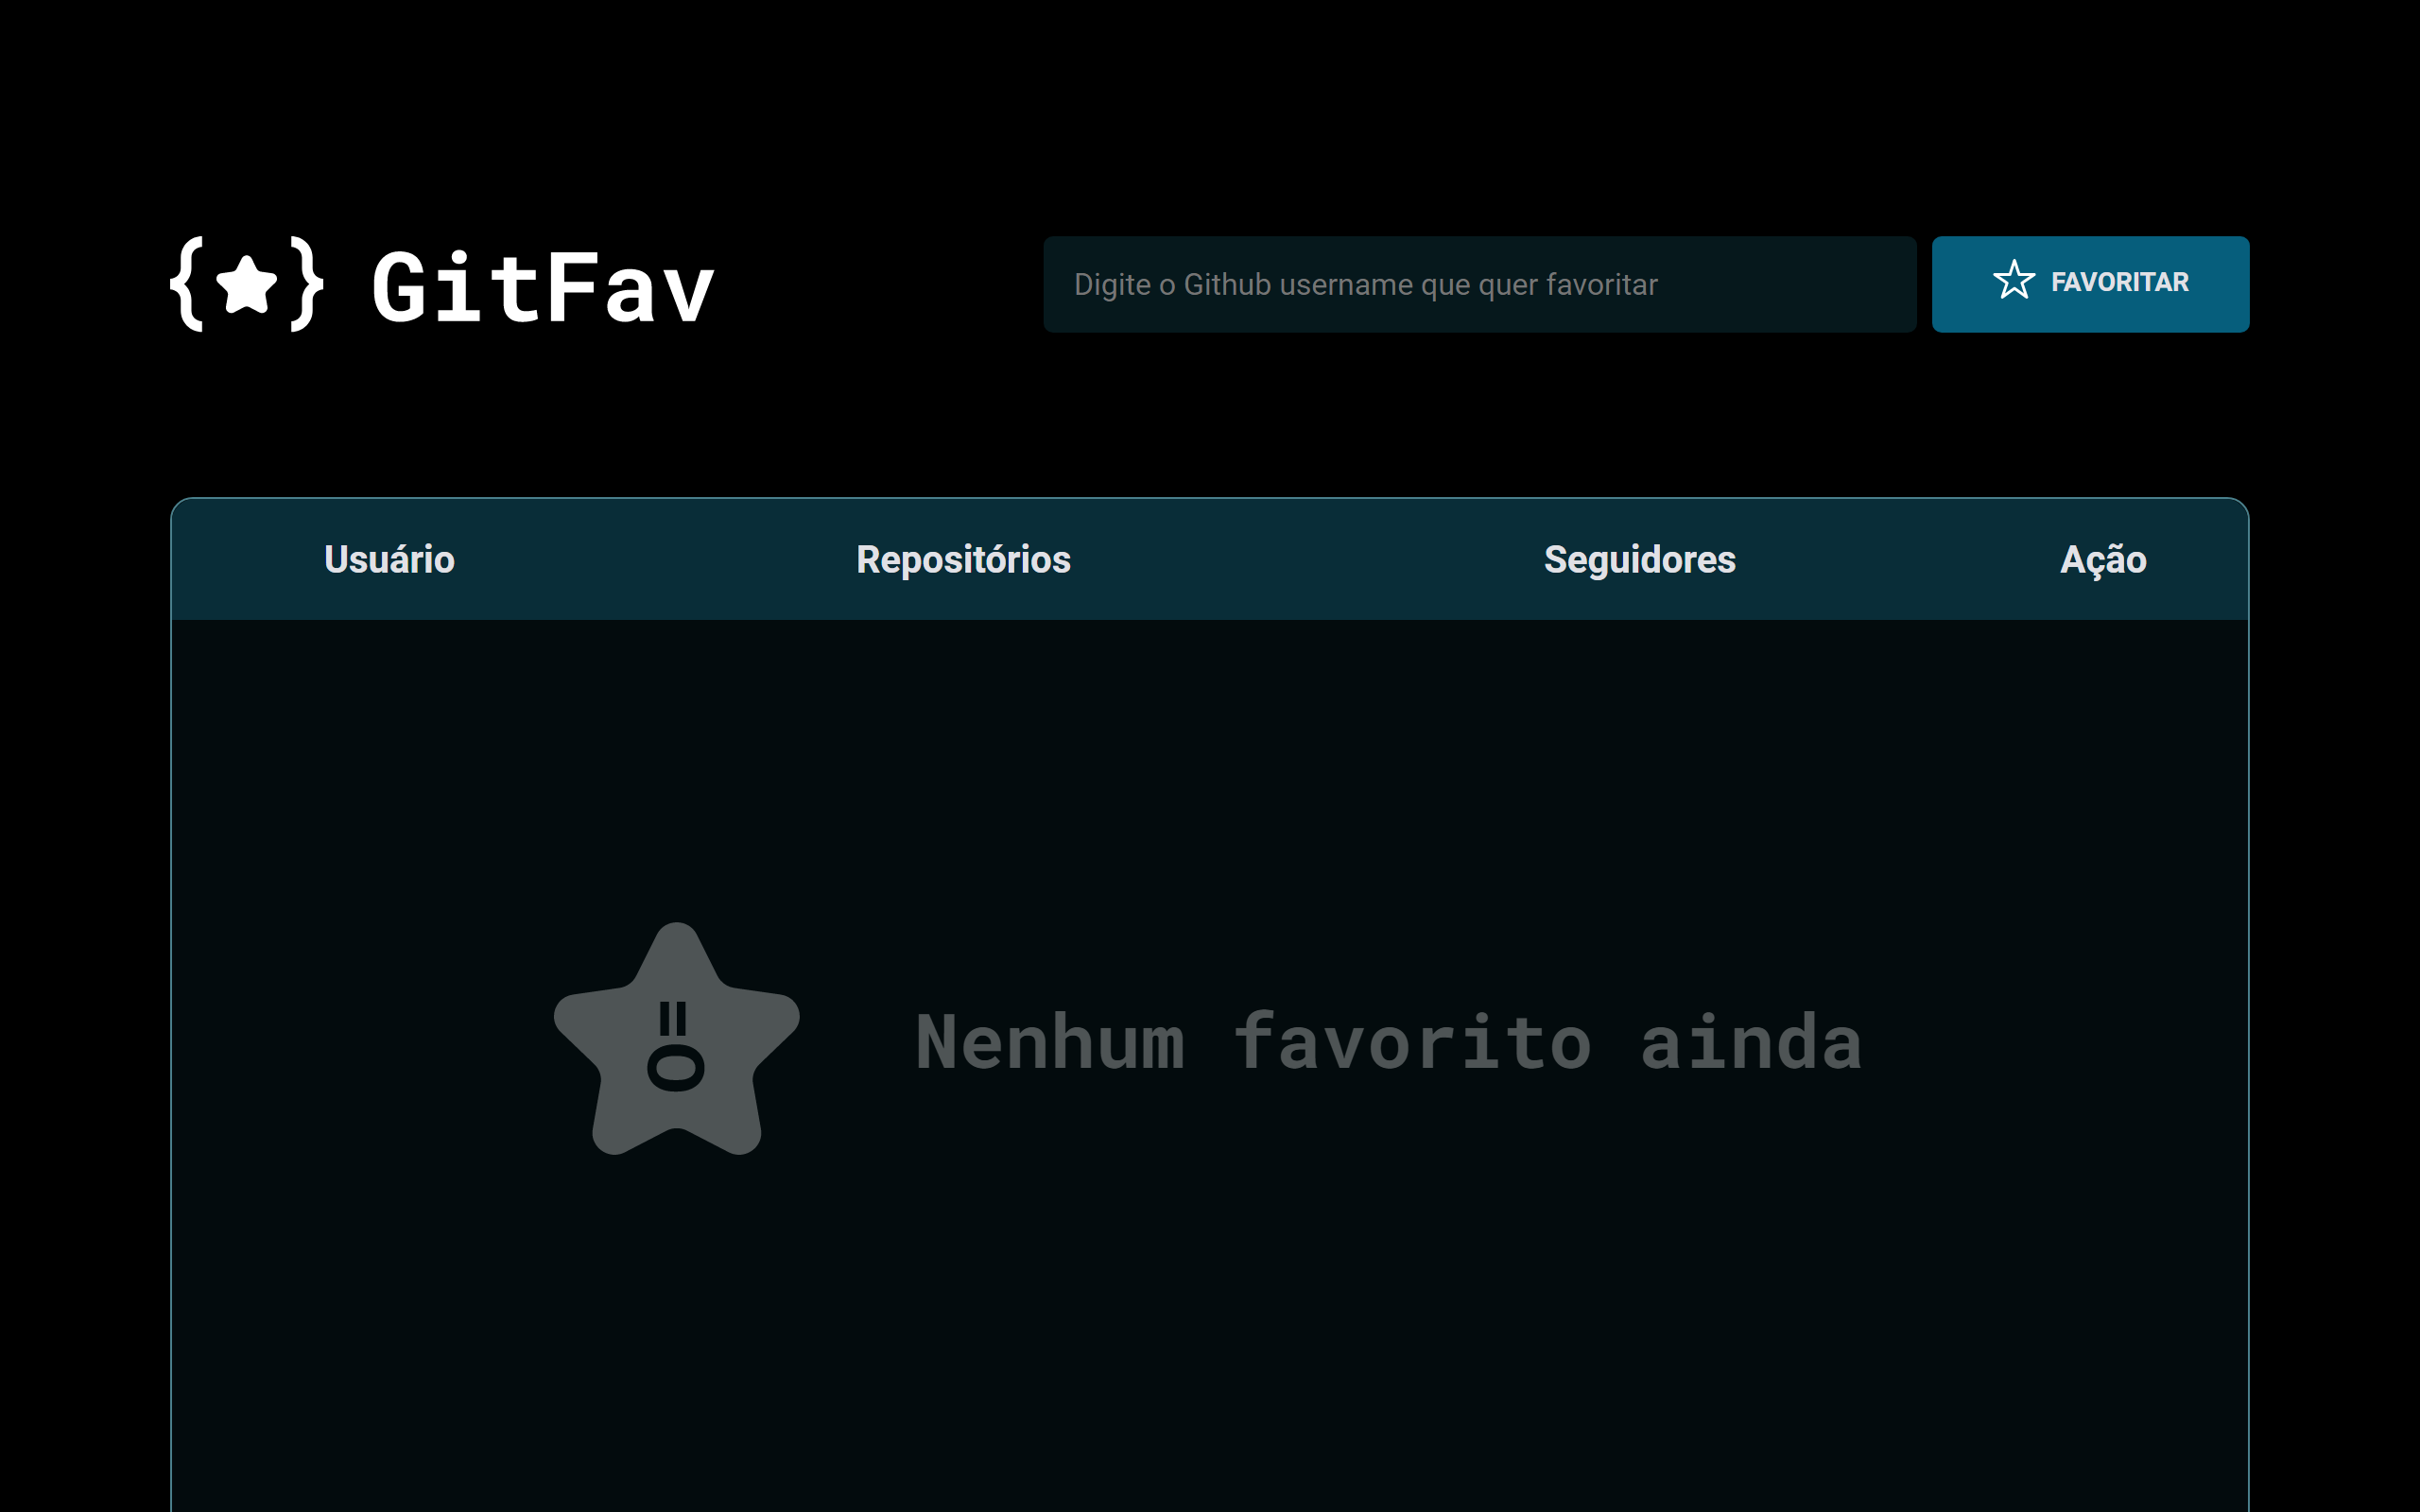 GitFav
Digite o Github username que quer favoritar
FAVORITAR
Usuário Repositórios Seguidores Ação
Nenhum favorito ainda